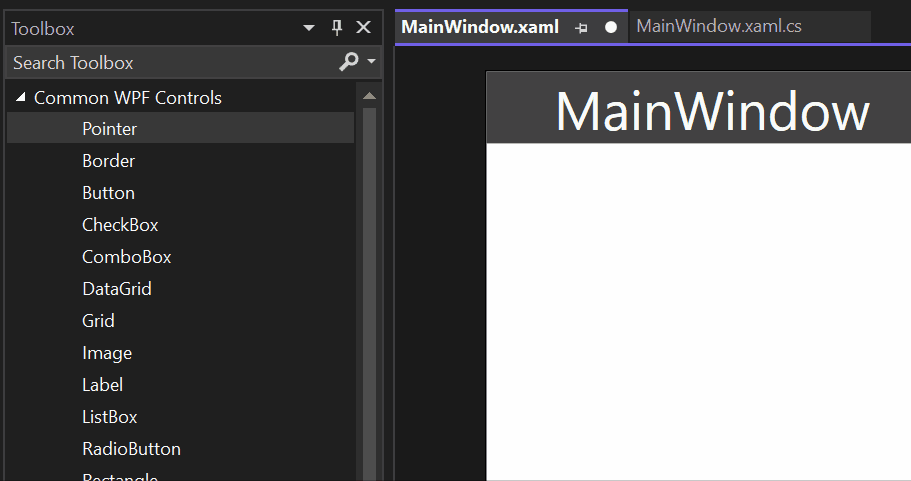 Toolbox
Search Toolbox
Common WPF Controls
Pointer
Border
Button
CheckBox
ComboBox
DataGrid
Grid
Image
Label
ListBox
RadioButton
Rectangle
MainWindow.xaml
MainWindow.xaml.cs
MainWindow